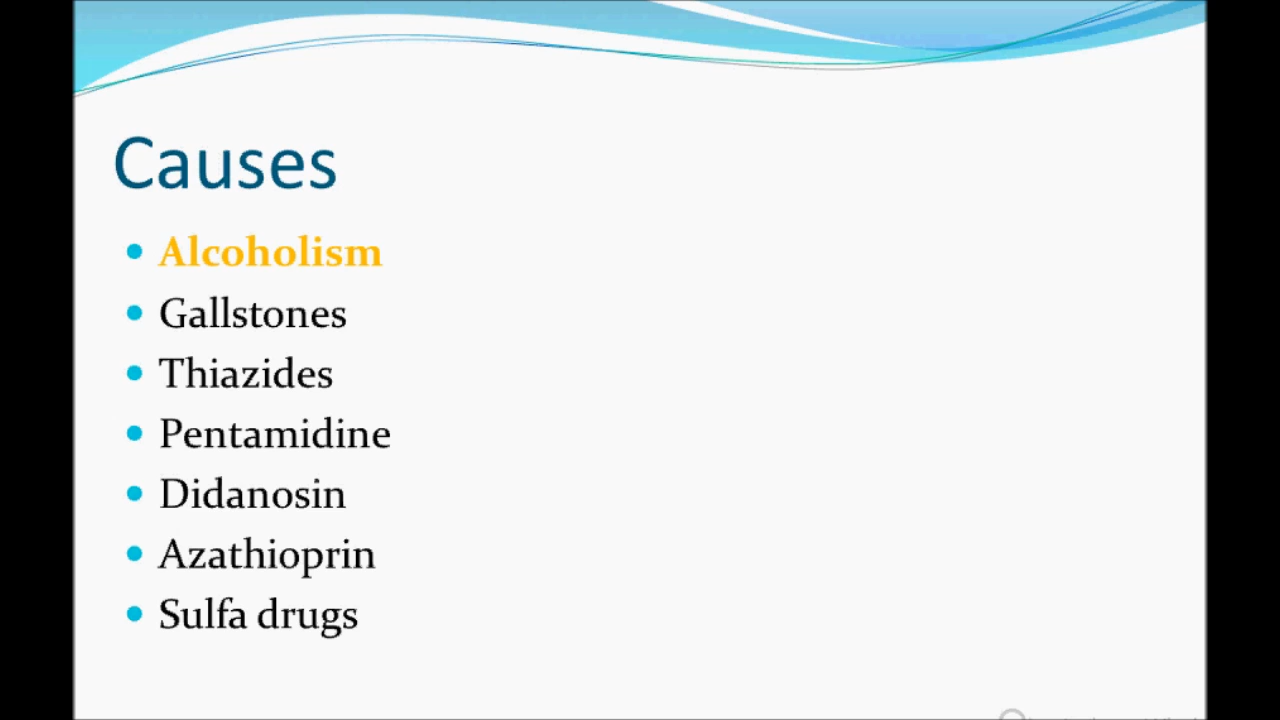 Causes
• Alcoholism
• Gallstones
• Thiazides
• Pentamidine
• Didanosin
• Azathioprin
• Sulfa drugs